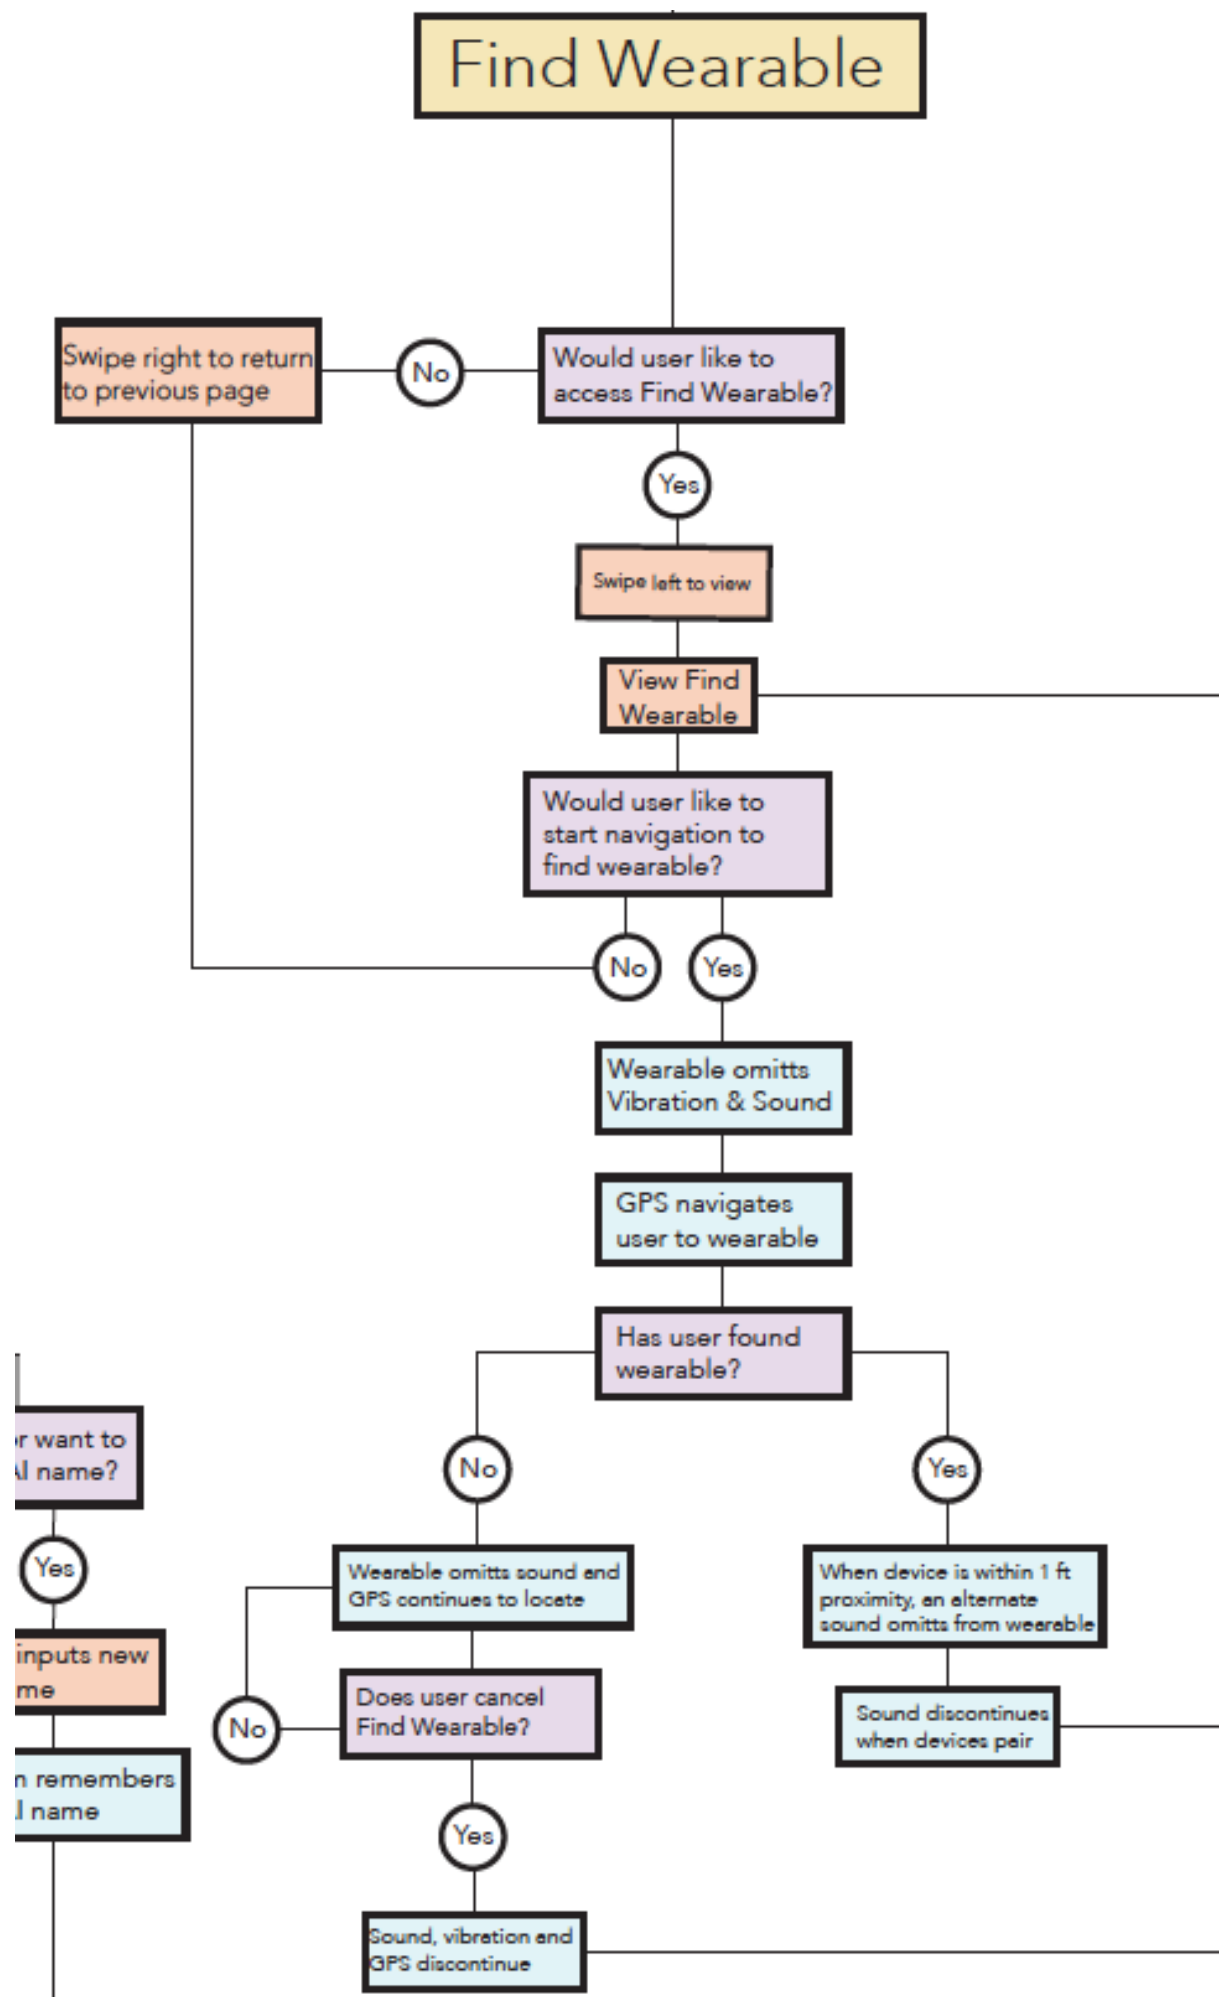 Find Wearable
Swipe right to return
to previous page
No
Would user like to
access Find Wearable?
Yes
Swipe left to view
View Find
Wearable
Would user like to
start navigation to
find wearable?
No
Yes
Wearable omitts
Vibration & Sound
GPS navigates
user to wearable
Has user found
wearable?
No
Yes
Wearable omitts sound and
GPS continues to locate
When device is within 1 ft
proximity, an alternate
sound omitts from wearable
No
Does user cancel
Find Wearable?
Sound discontinues
when devices pair
Yes
Sound, vibration and
GPS discontinue
r want to
AI name?
Yes
inputs new
me
n remembers
I name